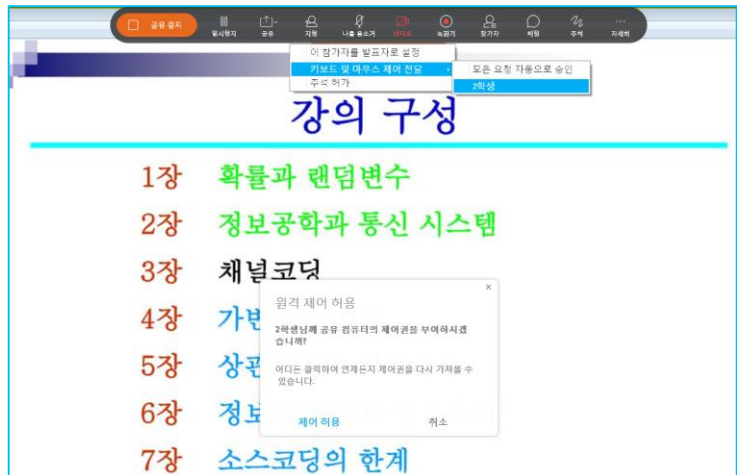 공유 중지
일시정지 공유 지정 나를 음소거 비디오 녹화기 참가자 채팅 주석 자세히
이 참가자를 발표자로 설정
키보드 및 마우스 제어 전달
모든 요청 자동으로 승인
주석 허가
2학생
강의 구성
1장 확률과 랜덤변수
2장 정보공학과 통신 시스템
3장 채널코딩
4장 가변
원격 제어 허용
2학생님께 공유 컴퓨터의 제어권을 부여하시겠
습니까?
5장 상관
어디든 클릭하여 언제든지 제어권을 다시 가져올 수
있습니다.
6장 정보
제어 허용 취소
7장 소스코딩의 한계